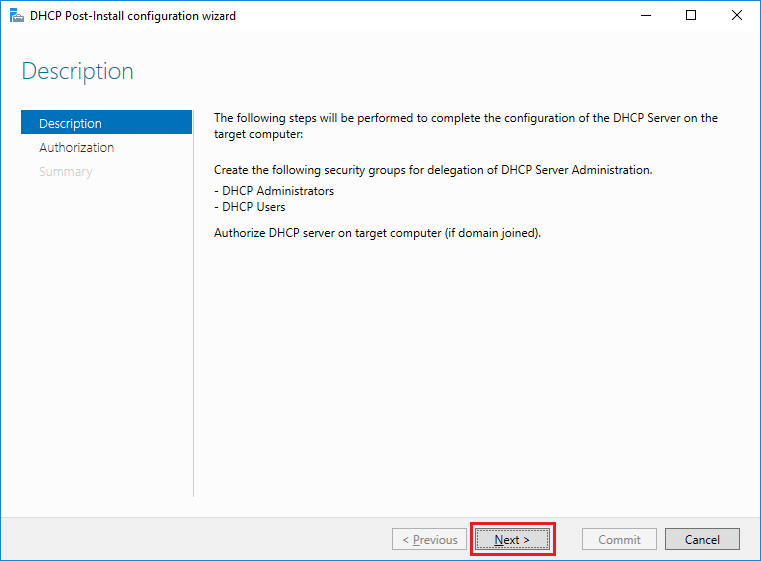 DHCP Post-Install configuration wizard
Description
Description
Authorization
Summary
The following steps will be performed to complete the configuration of the DHCP Server on the
target computer:
Create the following security groups for delegation of DHCP Server Administration.
- DHCP Administrators
- DHCP Users
Authorize DHCP server on target computer (if domain joined).
< Previous
Next >
Commit
Cancel